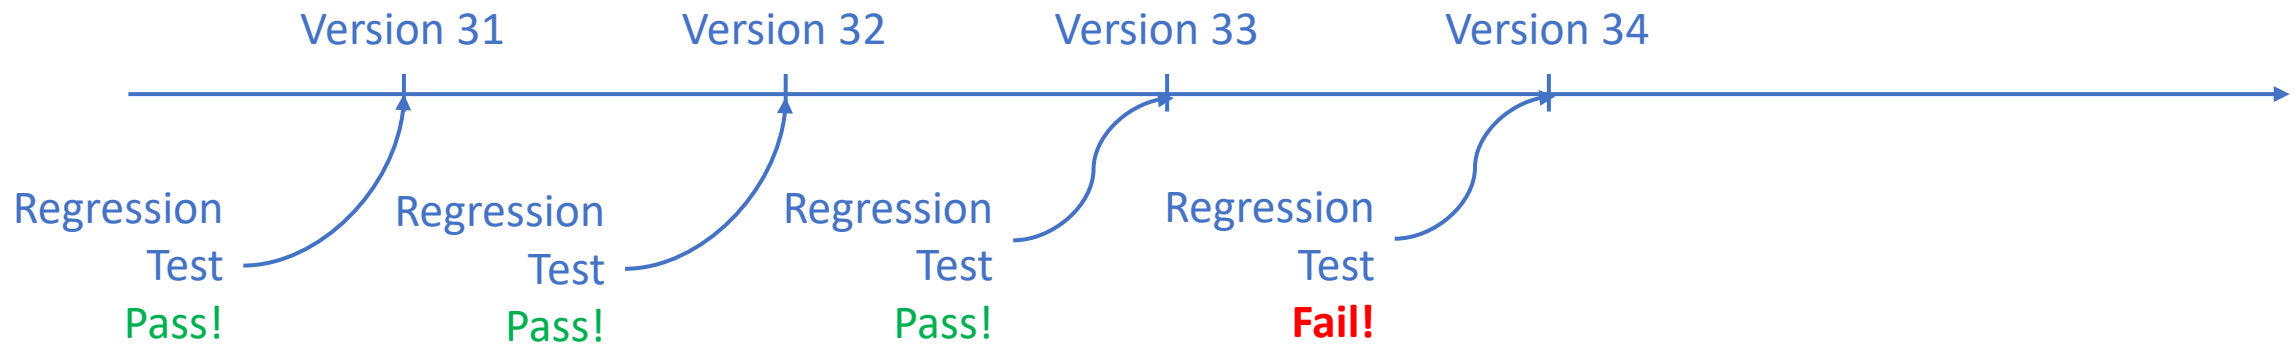 Version 31
Version 32
Version 33
Version 34
Regression
Test
Pass!
Regression
Test
Pass!
Regression
Test
Pass!
Regression
Test
Fail!